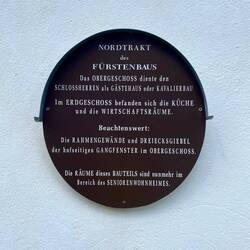 NORDTRAKT
des
FÜRSTENBAUS
Das OBERGESCHOSS diente den
SCHLOSSHERREN als GÄSTEHAUS oder KAVALIERBAU
Im ERDGESCHOSS befanden sich die KÜCHE
und die WIRTSCHAFTSRÄUME.
Beachtenswert:
Die RAHMENGEWÄNDE und DREIECKSGIEBEL
der hofseitigen GANGFENSTER im OBERGESCHOSS.
Die RÄUME dieses BAUTEILS sind nunmehr im
Bereich des SENIORENWOHNHEIMES.